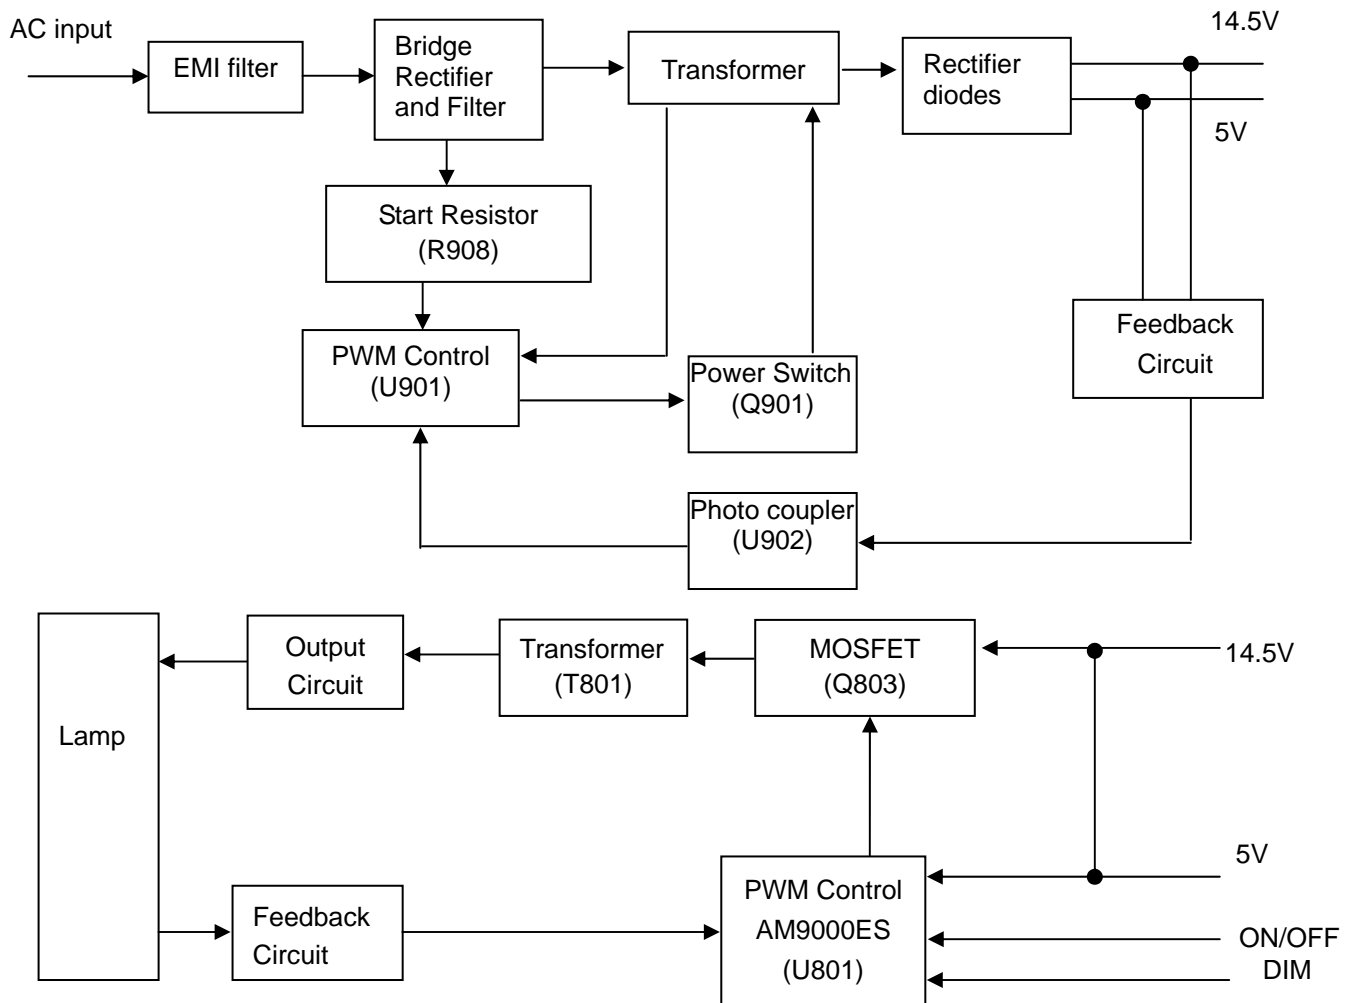 AC input
EMI filter
Bridge
Rectifier
and Filter
Transformer
Rectifier
diodes
14.5V
5V
Start Resistor
(R908)
PWM Control
(U901)
Power Switch
(Q901)
Feedback
Circuit
Photo coupler
(U902)
Lamp
Output
Circuit
Transformer
(T801)
MOSFET
(Q803)
14.5V
5V
Feedback
Circuit
PWM Control
AM9000ES
(U801)
ON/OFF
DIM